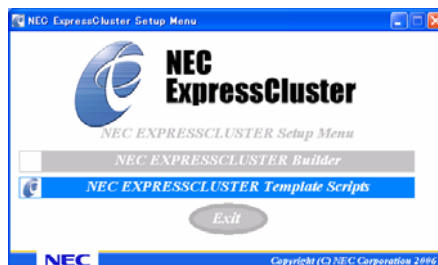 NEC ExpressCluster Setup Menu
NEC
ExpressCluster
NEC EXPRESSCLUSTER Setup Menu
NEC EXPRESSCLUSTER Builder
NEC EXPRESSCLUSTER Template Scripts
Exit
NEC
Copyright (C) NEC Corporation 2006